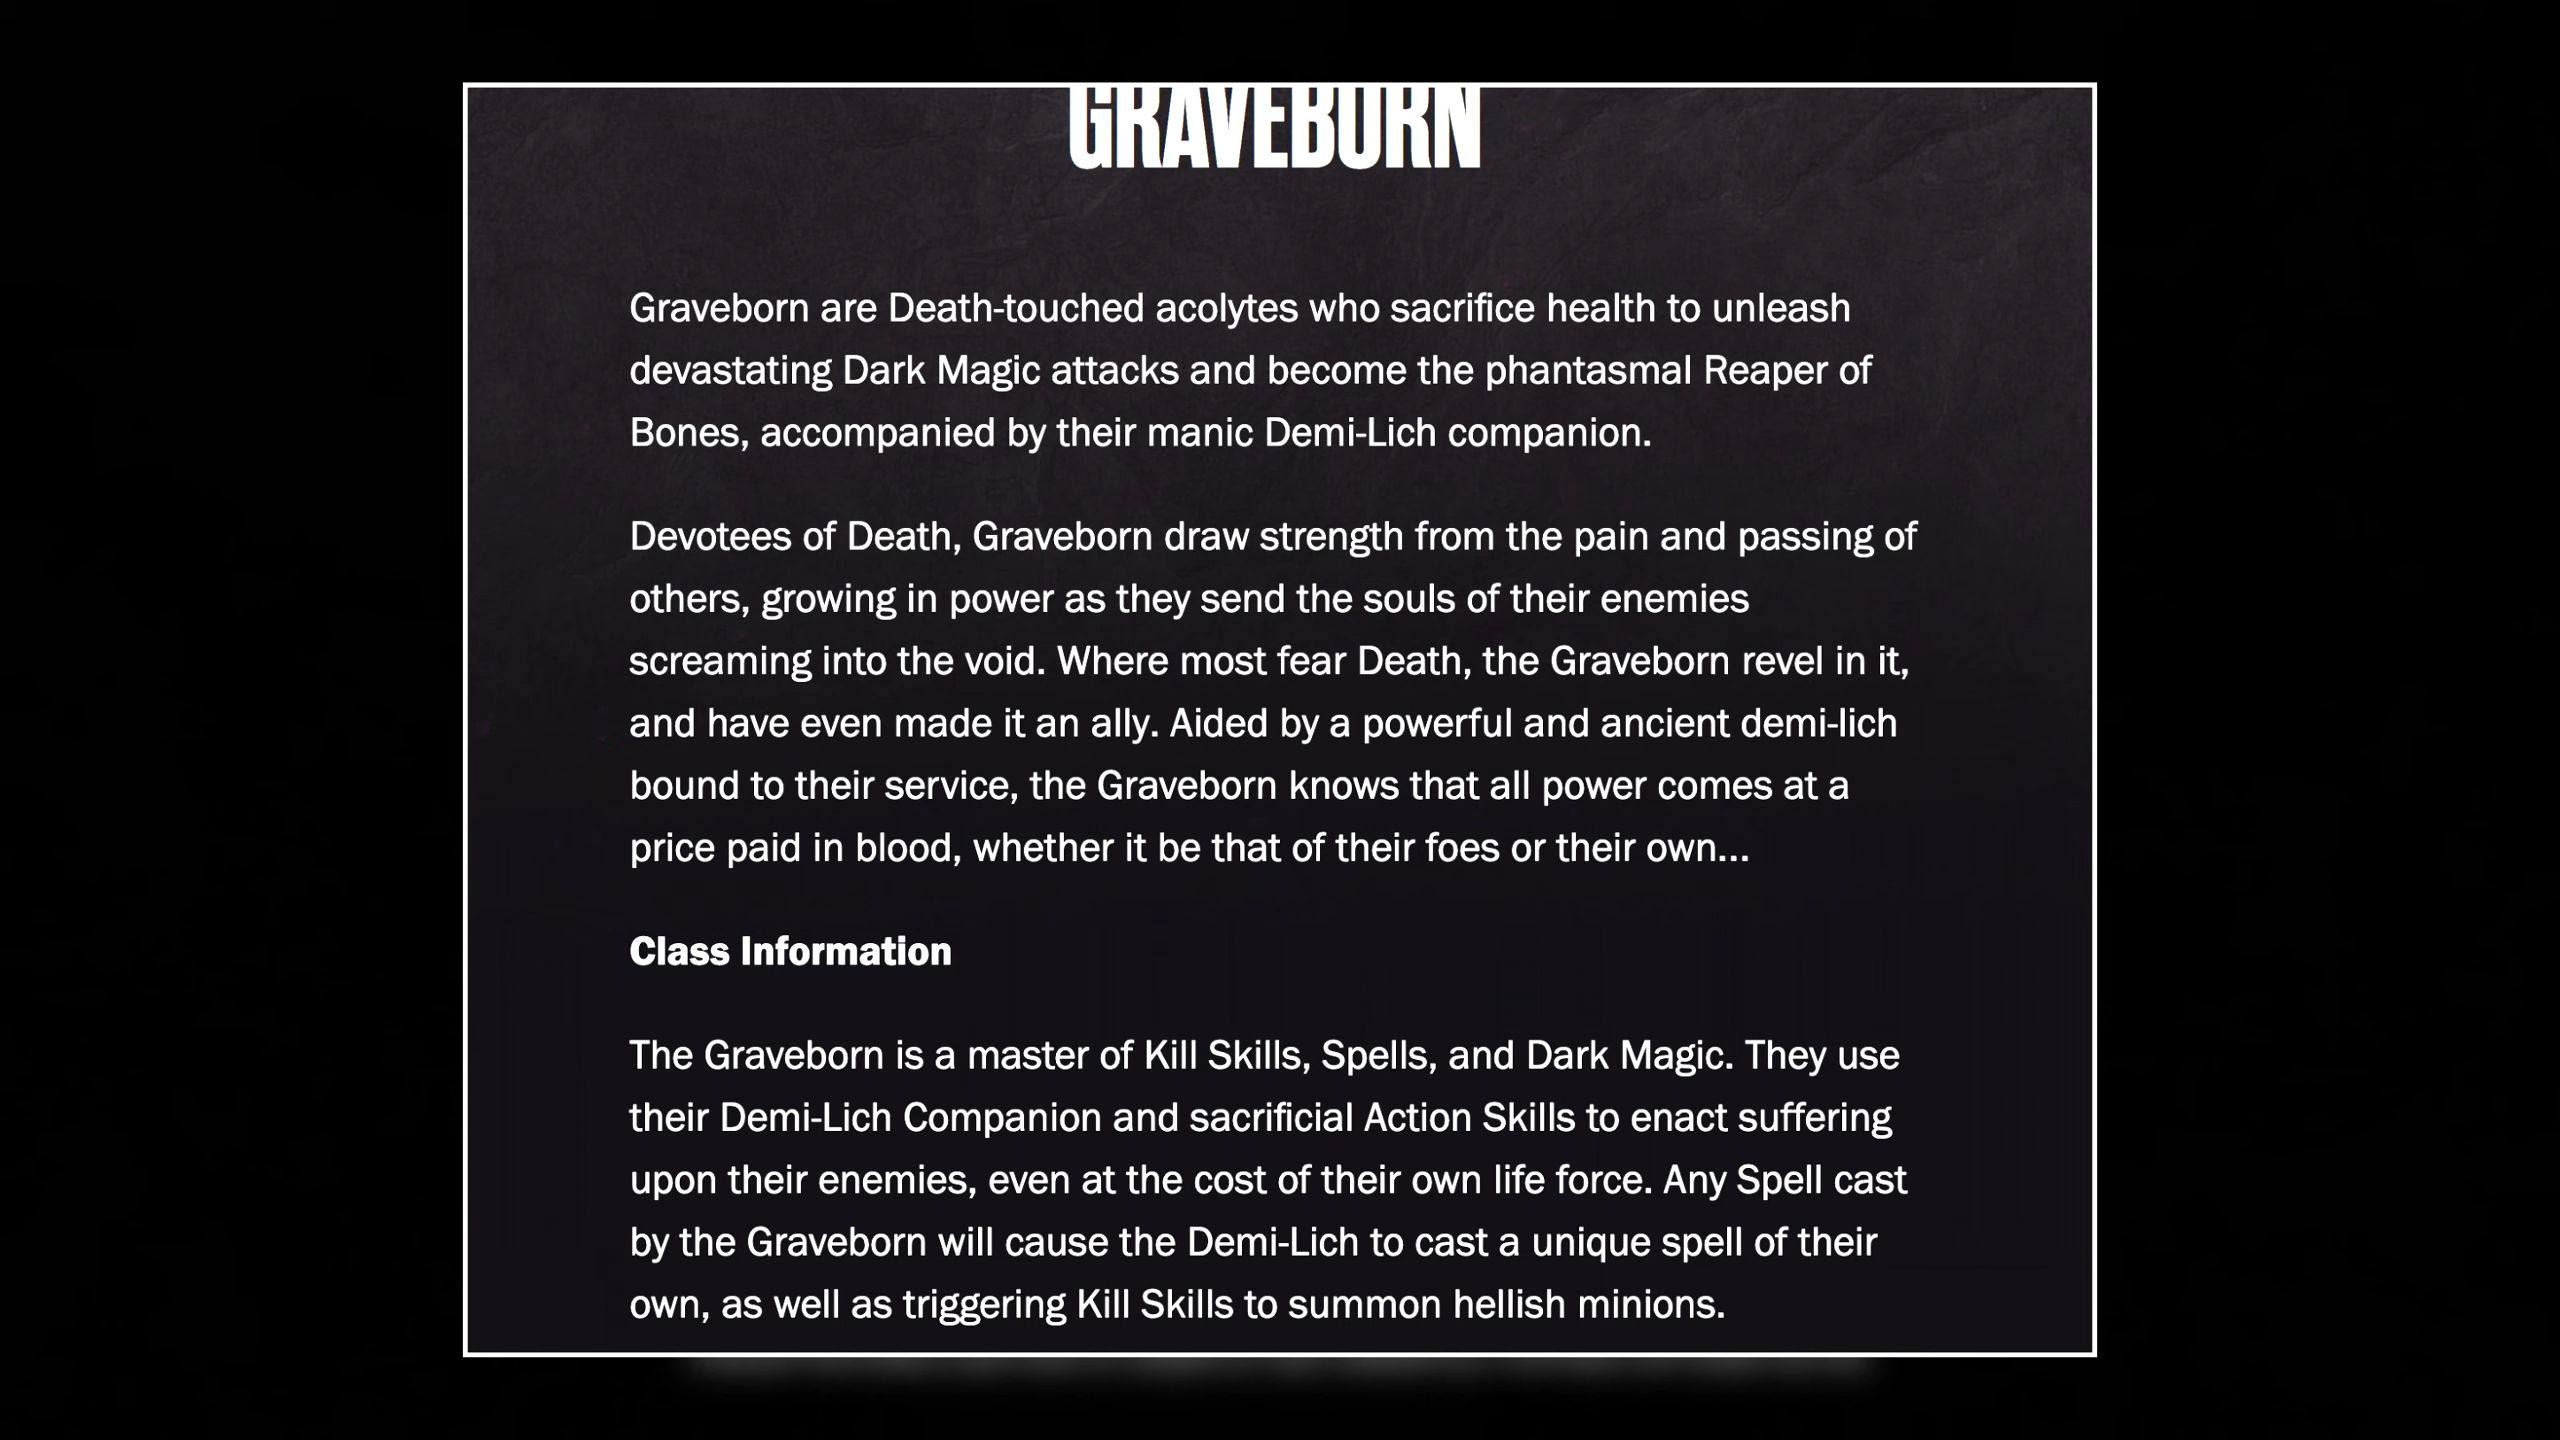 GRAVEBORN
Graveborn are Death-touched acolytes who sacrifice health to unleash
devastating Dark Magic attacks and become the phantasmal Reaper of
Bones, accompanied by their manic Demi-Lich companion.
Devotees of Death, Graveborn draw strength from the pain and passing of
others, growing in power as they send the souls of their enemies
screaming into the void. Where most fear Death, the Graveborn revel in it,
and have even made it an ally. Aided by a powerful and ancient demi-lich
bound to their service, the Graveborn knows that all power comes at a
price paid in blood, whether it be that of their foes or their own...
Class Information
The Graveborn is a master of Kill Skills, Spells, and Dark Magic. They use
their Demi-Lich Companion and sacrificial Action Skills to enact suffering
upon their enemies, even at the cost of their own life force. Any Spell cast
by the Graveborn will cause the Demi-Lich to cast a unique spell of their
own, as well as triggering Kill Skills to summon hellish minions.